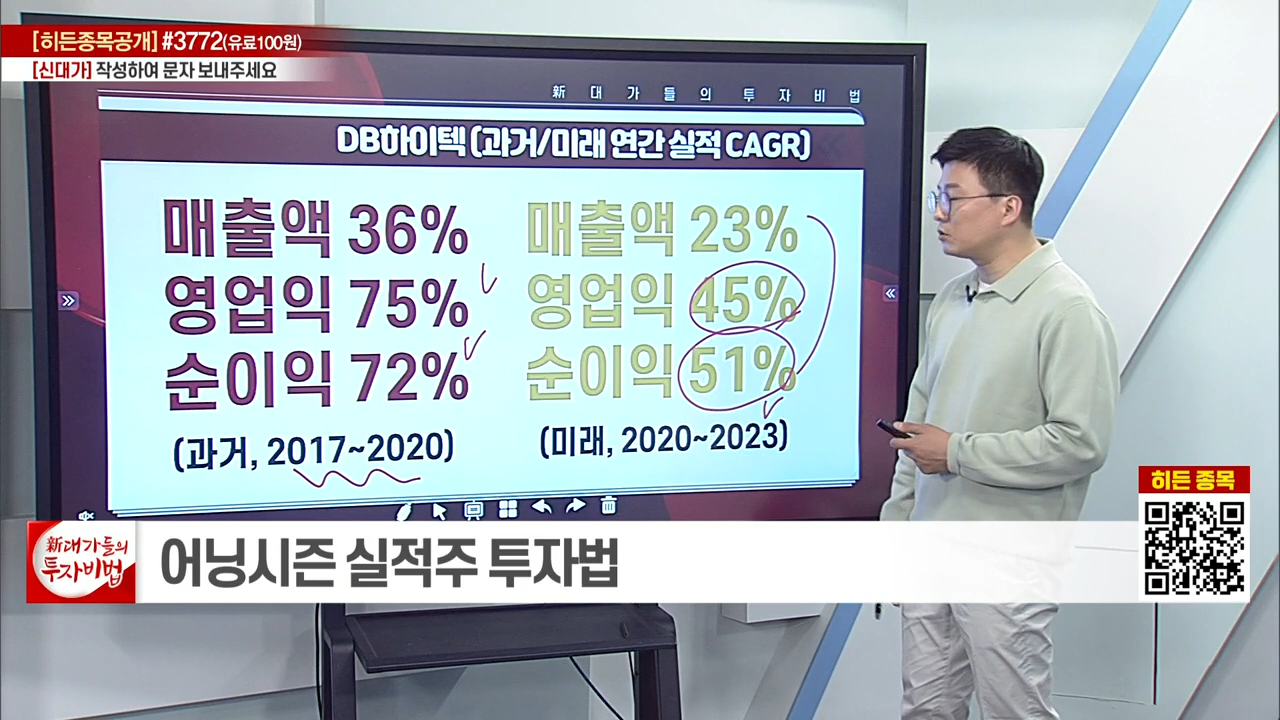 [히든종목공개] #3772(유료100원)
[신대가] 작성하여 문자 보내주세요
新 대 가 들 의 투 자 비 법
DB하이텍 (과거/미래 연간 실적 CAGR)
매출액 36%
영업익 75%
순이익 72%
(과거, 2017~2020)
매출액 23%
영업익 45%
순이익 51%
(미래, 2020~2023)
히든 종목
新대가들의
투자비법
어닝시즌 실적주 투자법